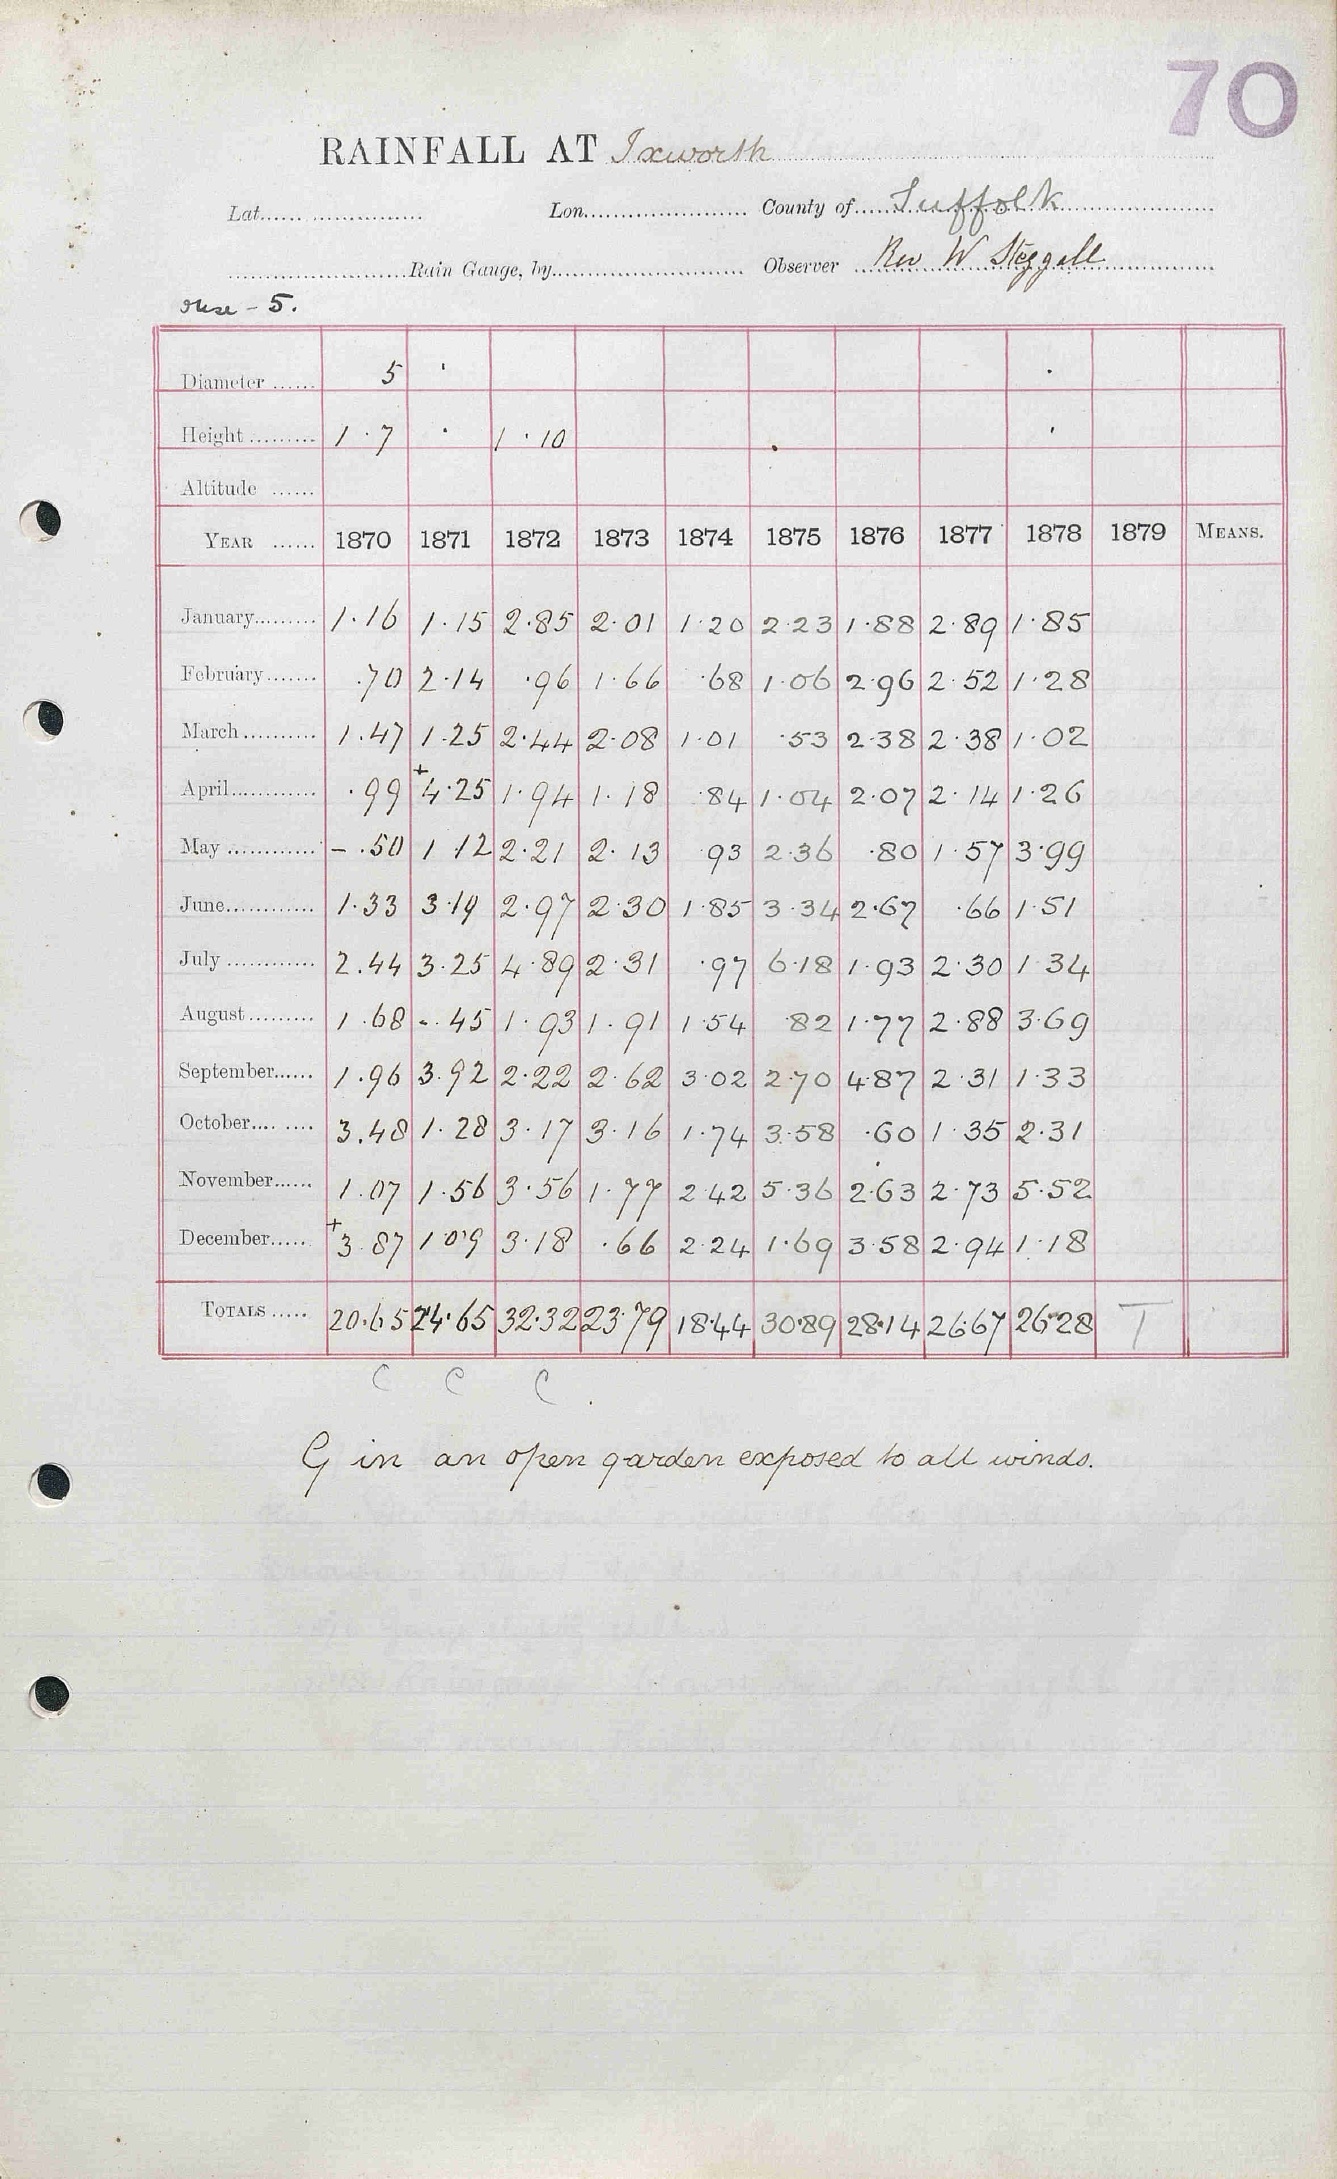 70
RAINFALL AT Ixworth
Lat. Lon. County of Suffolk
Rain Gauge, by Observer Rev W Steggall
Ouse - 5.
Diameter 5
Height 1 . 7 1 . 10
Altitude
YEAR 1870 1871 1872 1873 1874 1875 1876 1877 1878 1879 MEANS.
January 1.16 1.15 2.85 2.01 1.20 2.23 1.88 2.89 1.85
February .70 2.14 .96 1.66 .68 1.06 2.96 2.52 1.28
March 1.47 1.25 2.44 2.08 1.01 .53 2.38 2.38 1.02
April .99 +4.25 1.94 1.18 .84 1.04 2.07 2.14 1.26
May - .50 1 12 2.21 2.13 93 2.36 .80 1.57 3.99
June 1.33 3.19 2.97 2.30 1.85 3.34 2.67 .66 1.51
July 2.44 3.25 4.89 2.31 .97 6.18 1.93 2.30 1.34
August 1.68 - .45 1.93 1.91 1.54 .82 1.77 2.88 3.69
September 1.96 3.92 2.22 2.62 3.02 2.70 4.87 2.31 1.33
October 3.48 1.28 3.17 3.16 1.74 3.58 .60 1.35 2.31
November 1.07 1.56 3.56 1.77 2.42 5.36 2.63 2.73 5.52
December +3.87 1.09 3.18 .66 2.24 1.69 3.58 2.94 1.18
TOTALS 20.65 24.65 32.32 23.79 18.44 30.89 28.14 26.67 26.28 T
C C C
G in an open garden exposed to all winds.